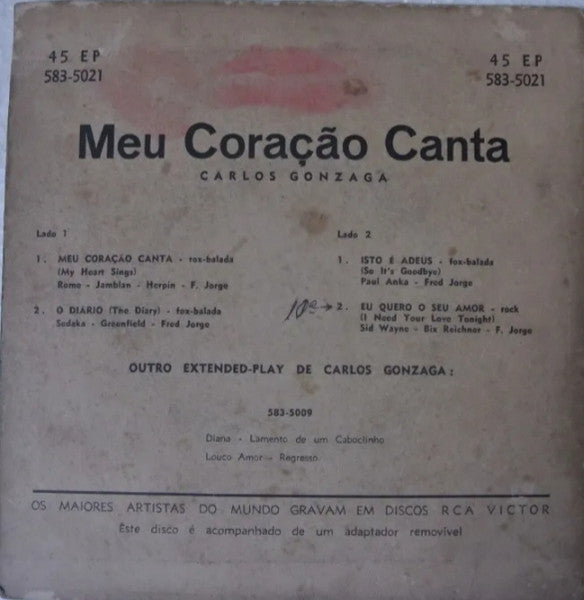 45 EP
583-5021
45 EP
583-5021
Meu Coração Canta
CARLOS GONZAGA
Lado 1
1. MEU CORAÇÃO CANTA - fox-balada
(My Heart Sings)
Rome - Jamblan - Herpin - F. Jorge
2. O DIÁRIO (The Diary) - fox-balada
Sedaka - Greenfield - Fred Jorge
Lado 2
1. ISTO É ADEUS - fox-balada
(So It's Goodbye)
Paul Anka - Fred Jorge
2. EU QUERO O SEU AMOR - rock
(I Need Your Love Tonight)
Sid Wayne - Bix Reichner - F. Jorge
OUTRO EXTENDED-PLAY DE CARLOS GONZAGA:
583-5009
Diana - Lamento de um Caboclinho
Louco Amor - Regresso
OS MAIORES ARTISTAS DO MUNDO GRAVAM EM DISCOS RCA VICTOR
Êste disco é acompanhado de um adaptador removível